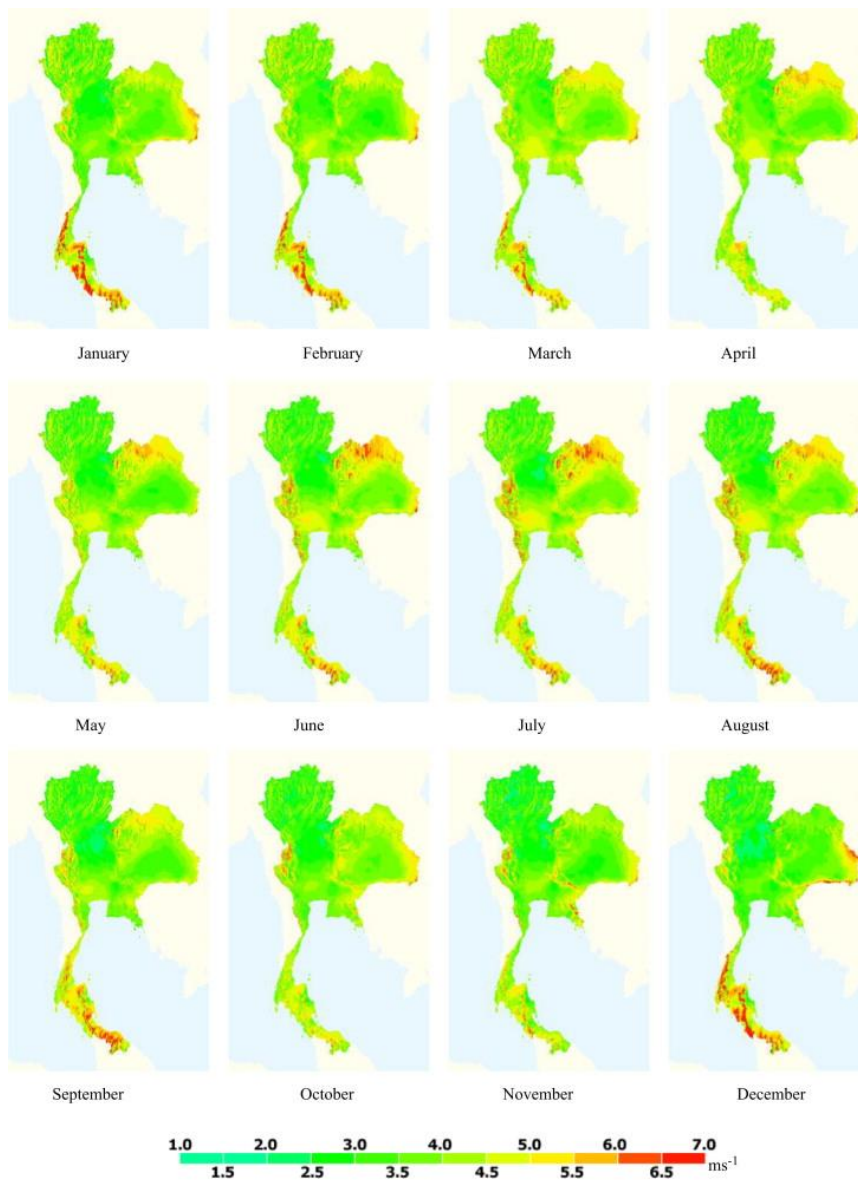 January February March April
May June July August
September October November December
1.0 2.0 3.0 4.0 5.0 6.0 7.0
1.5 2.5 3.5 4.5 5.5 6.5 ms-1